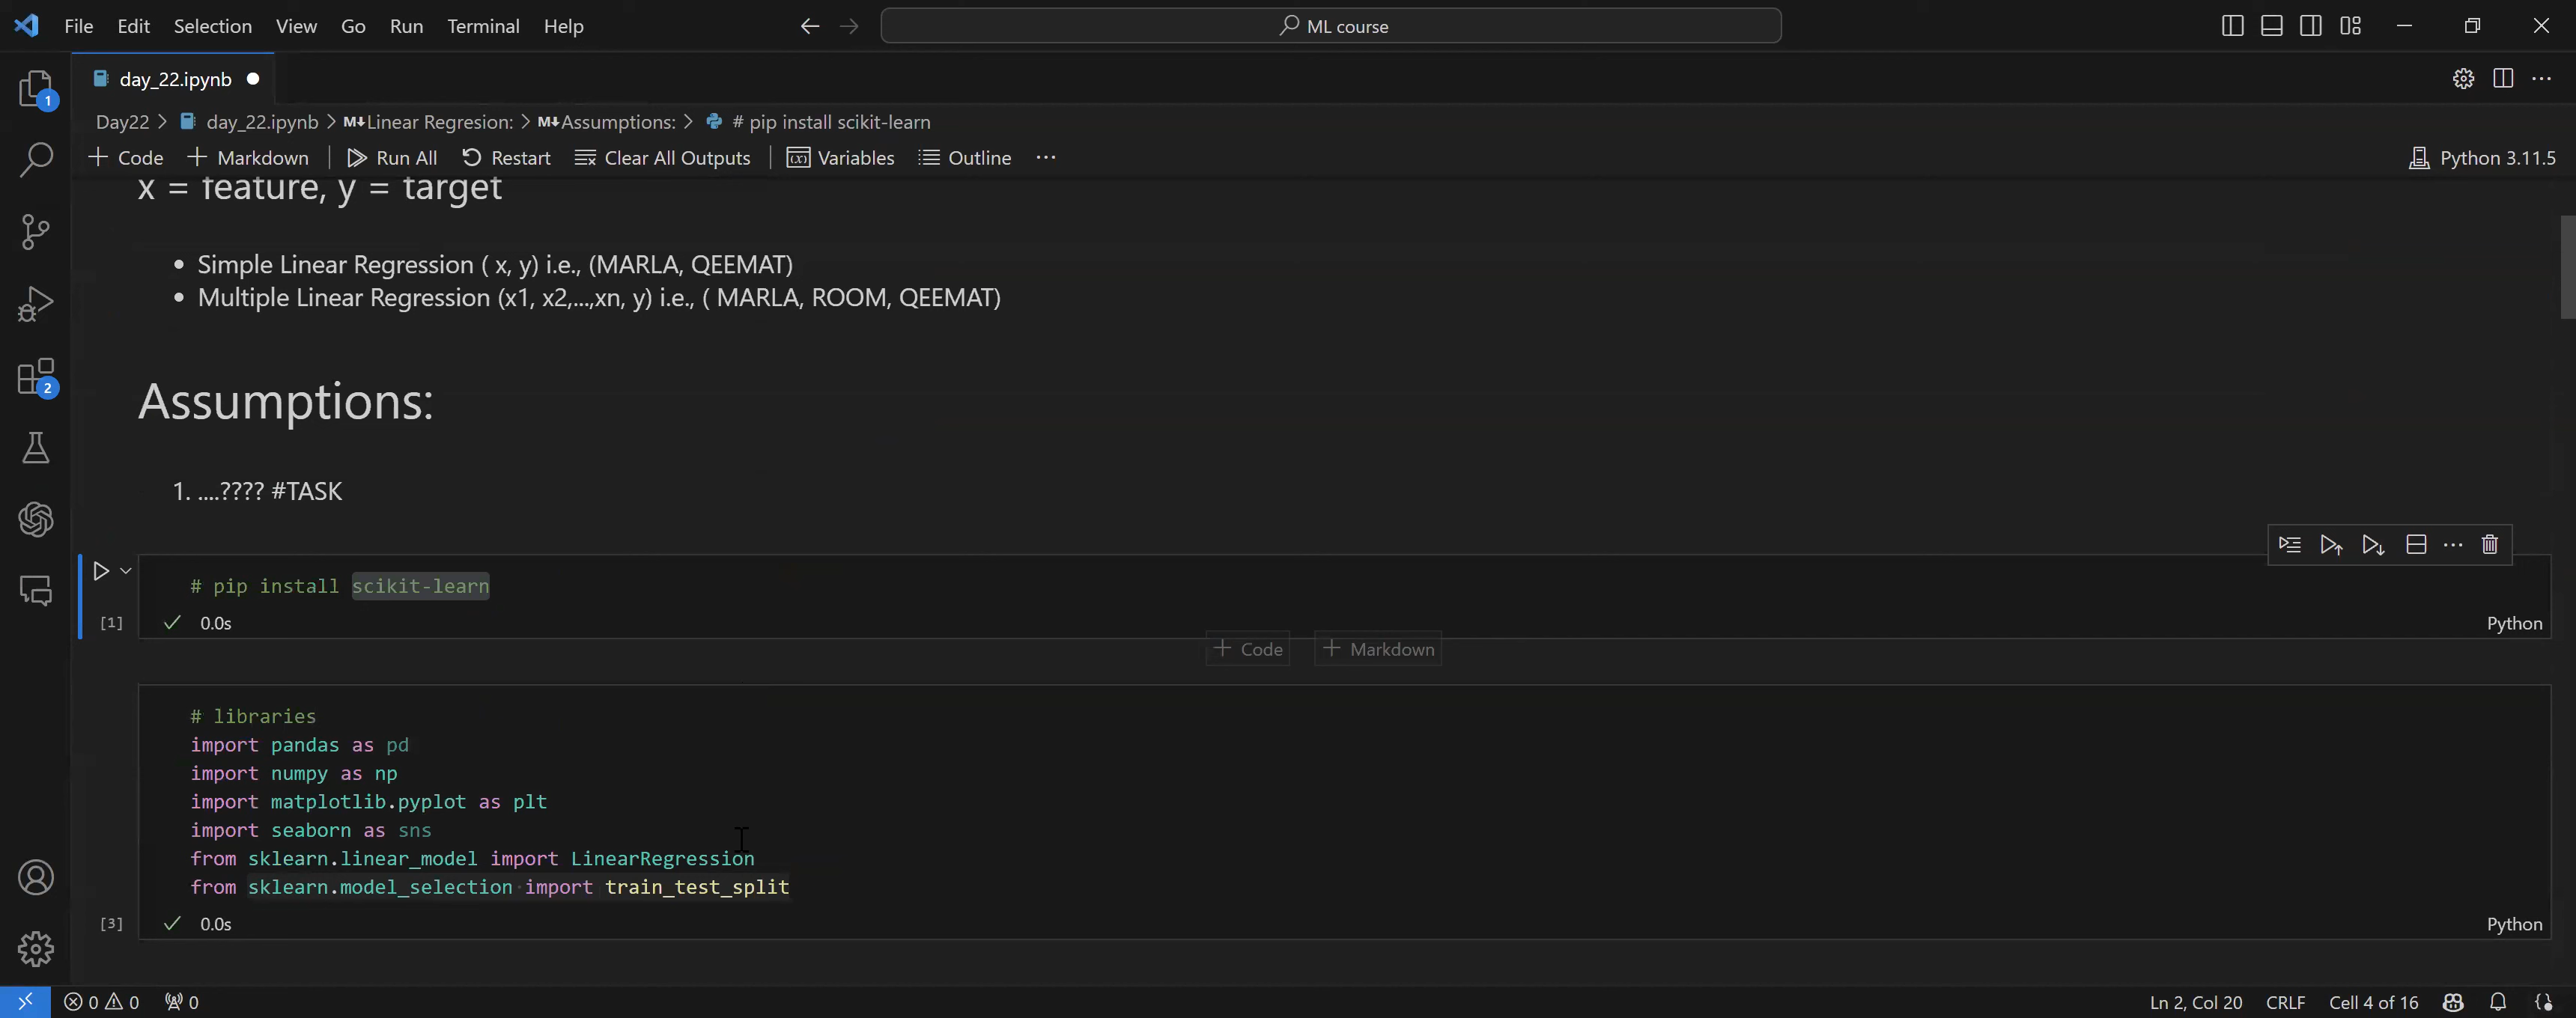 File Edit Selection View Go Run Terminal Help ML course
day_22.ipynb
Day22 > day_22.ipynb > M↓Linear Regresion: > M↓Assumptions: > # pip install scikit-learn
+ Code + Markdown | Run All Restart Clear All Outputs | Variables Outline ... Python 3.11.5
x = feature, y = target
• Simple Linear Regression ( x, y) i.e., (MARLA, QEEMAT)
• Multiple Linear Regression (x1, x2,...,xn, y) i.e., ( MARLA, ROOM, QEEMAT)
Assumptions:
1. ....???? #TASK
# pip install scikit-learn
[1] ✓ 0.0s Python
+ Code + Markdown
# libraries
import pandas as pd
import numpy as np
import matplotlib.pyplot as plt
import seaborn as sns
from sklearn.linear_model import LinearRegression
from sklearn.model_selection import train_test_split
[3] ✓ 0.0s Python
1
2
0 0 0 Ln 2, Col 20 CRLF Cell 4 of 16